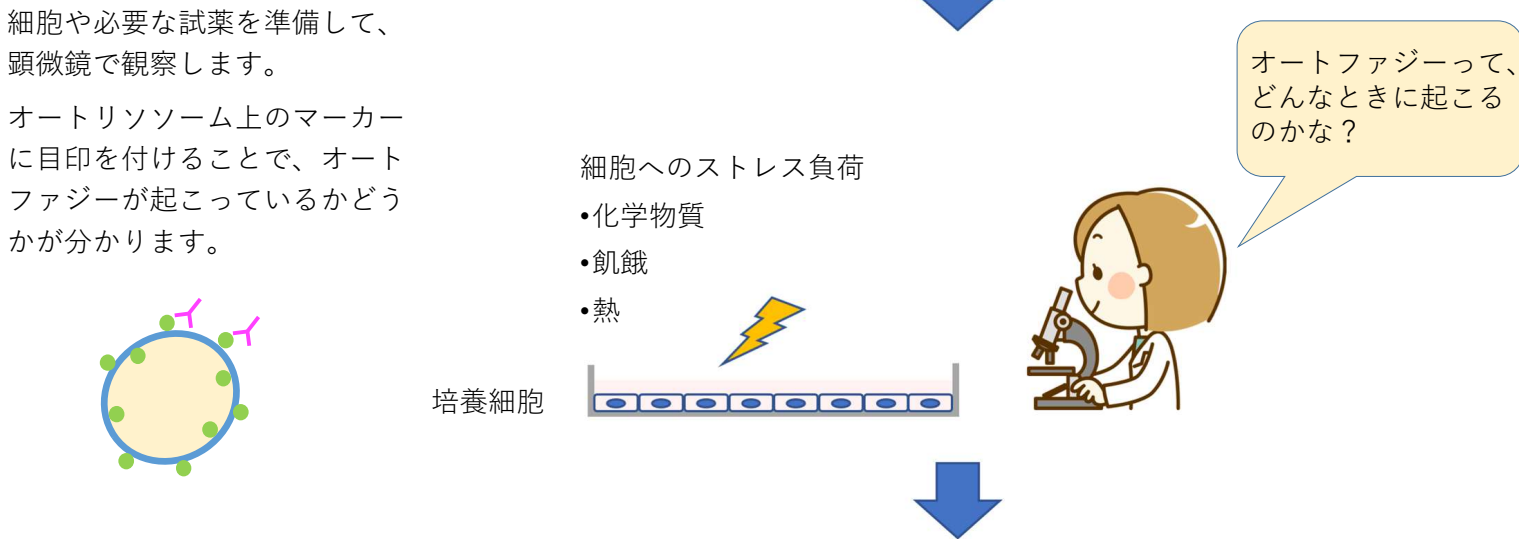 細胞や必要な試薬を準備して、
顕微鏡で観察します。
オートリソソーム上のマーカー
に目印を付けることで、オート
ファジーが起こっているかどう
かが分かります。
細胞へのストレス負荷
•化学物質
•飢餓
•熱
培養細胞
オートファジーって、
どんなときに起こる
のかな？